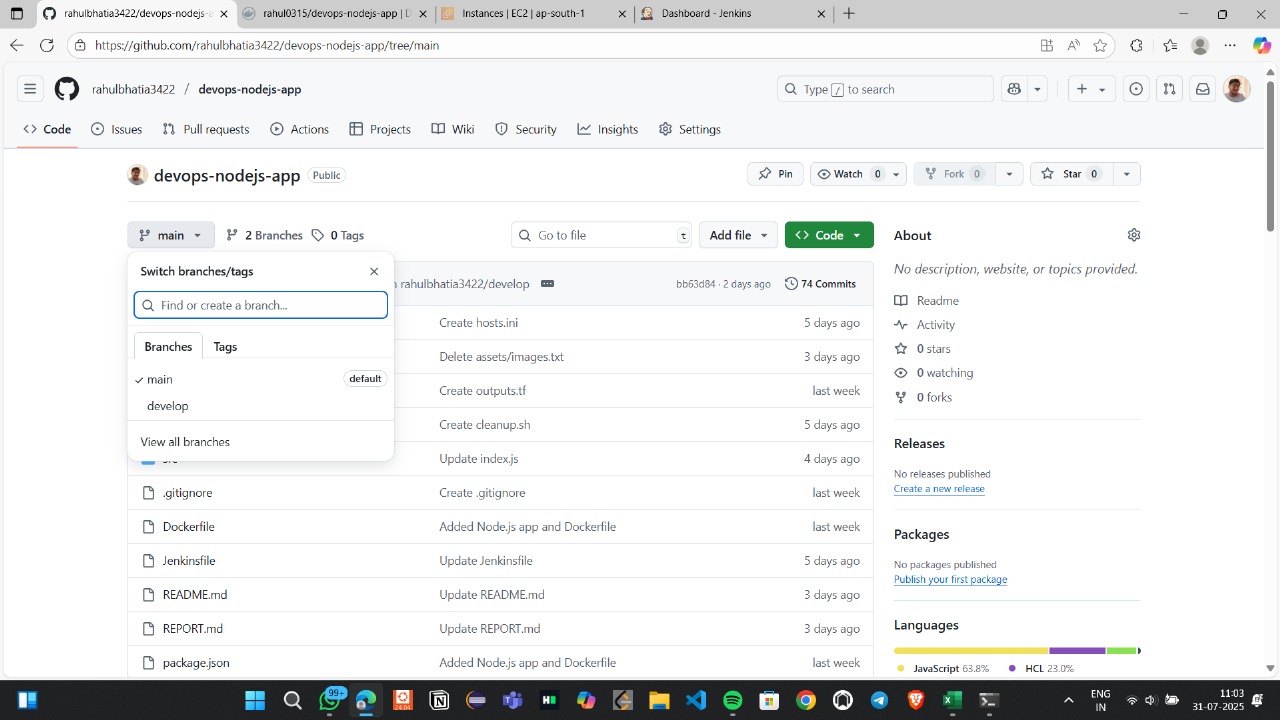 rahulbhatia3422/devops-nodejs-a
rahul0315/devops-nodejs-app | D
Instances | EC2 | ap-south-1
Dashboard - Jenkins
https://github.com/rahulbhatia3422/devops-nodejs-app/tree/main
rahulbhatia3422 / devops-nodejs-app
Type / to search
Code
Issues
Pull requests
Actions
Projects
Wiki
Security
Insights
Settings
devops-nodejs-app Public
Pin
Watch 0
Fork 0
Star 0
main
2 Branches
0 Tags
Go to file t
Add file
Code
Switch branches/tags
Find or create a branch...
Branches Tags
main default
develop
View all branches
rahulbhatia3422/develop
bb63d84 · 2 days ago
74 Commits
Create hosts.ini 5 days ago
Delete assets/images.txt 3 days ago
Create outputs.tf last week
Create cleanup.sh 5 days ago
Update index.js 4 days ago
.gitignore Create .gitignore last week
Dockerfile Added Node.js app and Dockerfile last week
Jenkinsfile Update Jenkinsfile 5 days ago
README.md Update README.md 3 days ago
REPORT.md Update REPORT.md 3 days ago
package.json Added Node.js app and Dockerfile last week
About
No description, website, or topics provided.
Readme
Activity
0 stars
0 watching
0 forks
Releases
No releases published
Create a new release
Packages
No packages published
Publish your first package
Languages
JavaScript 63.8% HCL 23.0%
99+
24.04
ENG
IN
11:03
31-07-2025